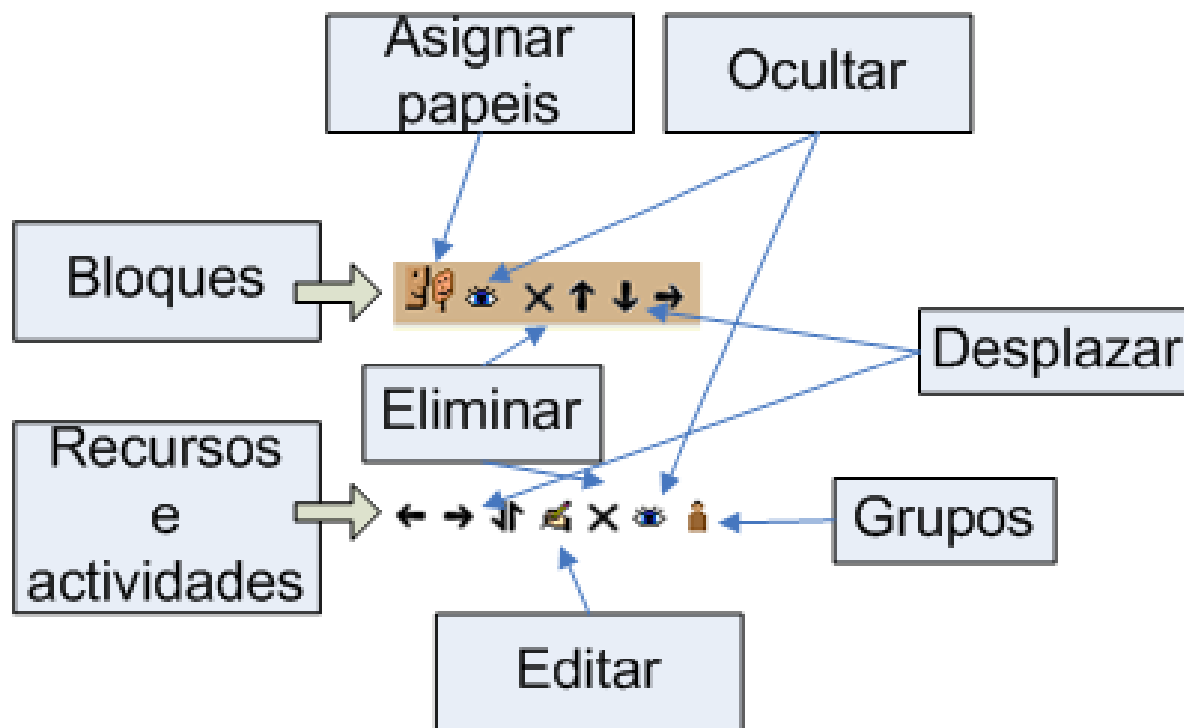 Asignar
papeis
Ocultar
Bloques
Desplazar
Eliminar
Recursos
e
actividades
Grupos
Editar